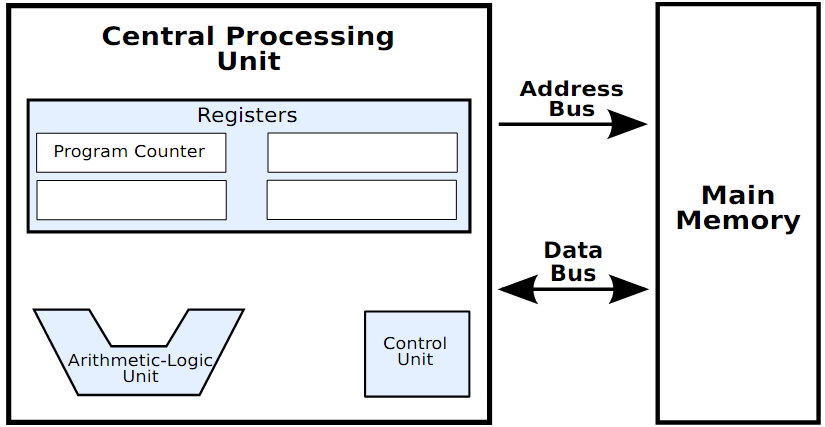 Central Processing
Unit
Registers
Program Counter
Arithmetic-Logic
Unit
Control
Unit
Address
Bus
Data
Bus
Main
Memory